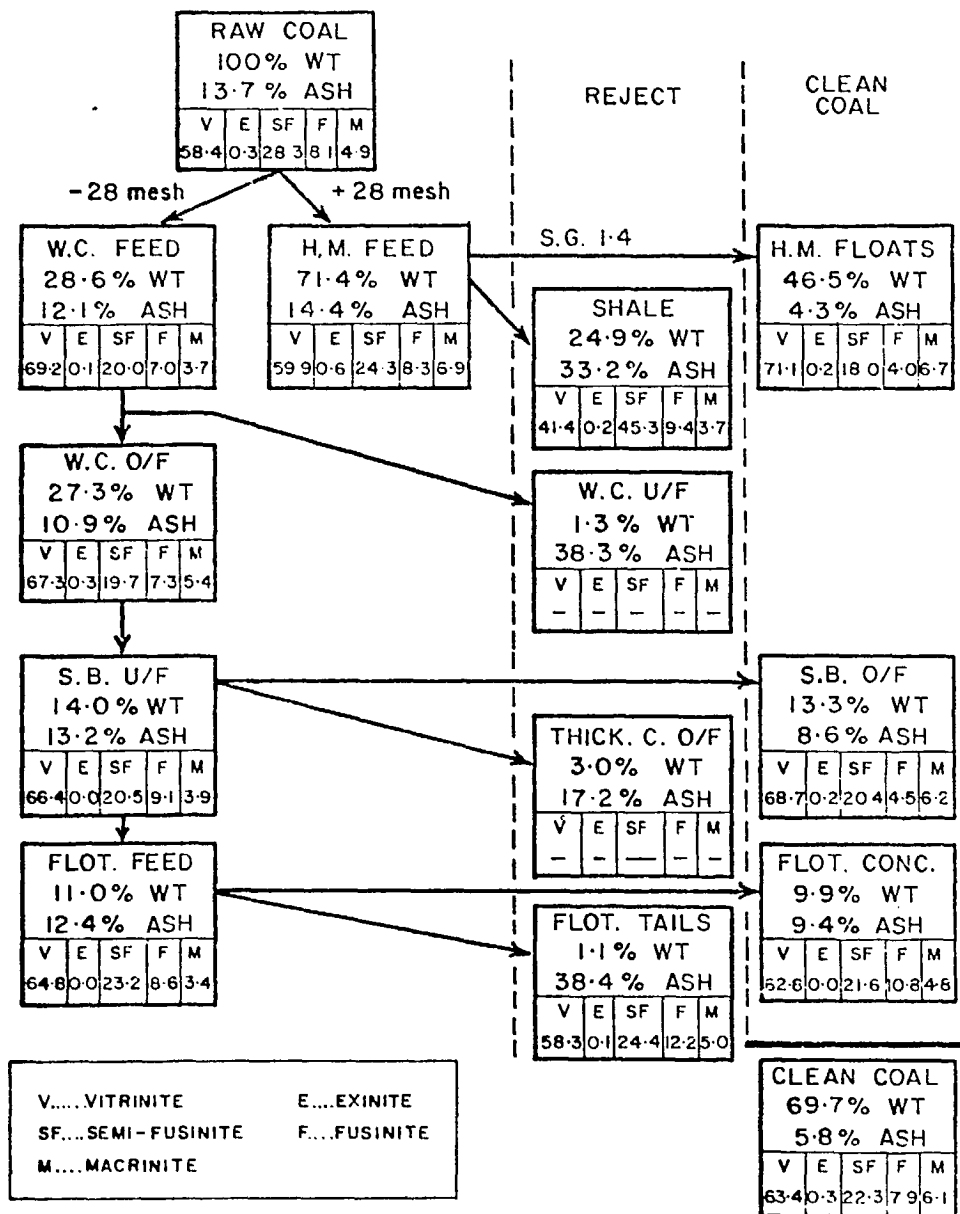 RAW COAL
100% WT
13.7% ASH
V E SF F M
58.4 0.3 28 3 8 1 4.9
REJECT
CLEAN
COAL
-28 mesh
+28 mesh
W.C. FEED
28.6% WT
12.1% ASH
V E SF F M
69.2 0.1 20.0 7.0 3.7
H.M. FEED
71.4% WT
14.4% ASH
V E SF F M
59.9 0.6 24.3 8.3 6.9
S.G. 1.4
H.M. FLOATS
46.5% WT
4.3% ASH
V E SF F M
71.1 0.2 18 0 4.0 6.7
SHALE
24.9% WT
33.2% ASH
V E SF F M
41.4 0.2 45.3 9.4 3.7
W.C. O/F
27.3% WT
10.9% ASH
V E SF F M
67.3 0.3 19.7 7.3 5.4
W.C. U/F
1.3% WT
38.3% ASH
V E SF F M
– – – – –
S.B. U/F
14.0% WT
13.2% ASH
V E SF F M
66.4 0.0 20.5 9.1 3.9
S.B. O/F
13.3% WT
8.6% ASH
V E SF F M
68.7 0.2 20.4 4.5 6.2
THICK. C. O/F
3.0% WT
17.2% ASH
V E SF F M
– – — – –
FLOT. FEED
11.0% WT
12.4% ASH
V E SF F M
64.8 0.0 23.2 8.6 3.4
FLOT. CONC.
9.9% WT
9.4% ASH
V E SF F M
62.8 0.0 21.6 10.8 4.8
FLOT. TAILS
1.1% WT
38.4% ASH
V E SF F M
58.3 0.1 24.4 12.2 5.0
CLEAN COAL
69.7% WT
5.8% ASH
V E SF F M
63.4 0.3 22.3 7 9 6.1
V.....VITRINITE E....EXINITE
SF...SEMI-FUSINITE F....FUSINITE
M....MACRINITE